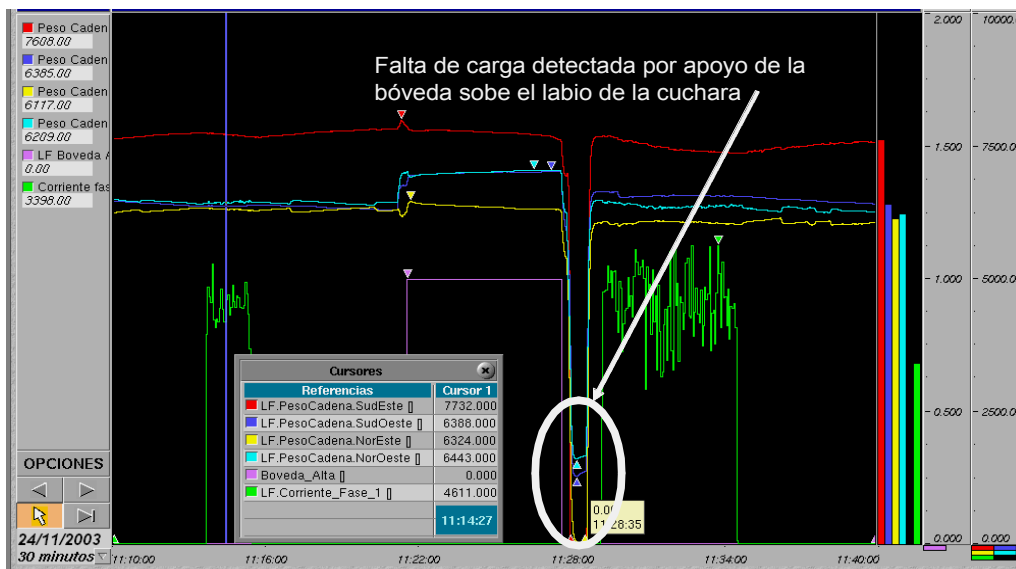 Peso Caden
7608.00
Peso Caden
6385.00
Peso Caden
6117.00
Peso Caden
6209.00
LF Boveda A
0.00
Corriente fas
3398.00
OPCIONES
24/11/2003
30 minutos
Falta de carga detectada por apoyo de la
bóveda sobe el labio de la cuchara
Cursores
Referencias Cursor 1
LF.PesoCadena.SudEste [] 7732.000
LF.PesoCadena.SudOeste [] 6388.000
LF.PesoCadena.NorEste [] 6324.000
LF.PesoCadena.NorOeste [] 6443.000
Boveda_Alta [] 0.000
LF.Corriente_Fase_1 [] 4611.000
11:14:27
0.00
11:28:35
2.000 10000.0
1.500 7500.0
1.000 5000.0
0.500 2500.0
0.000 0.000
11:10:00 11:16:00 11:22:00 11:28:00 11:34:00 11:40:00